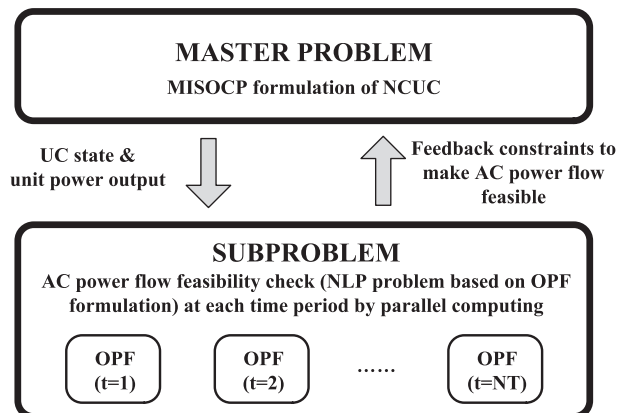 MASTER PROBLEM
MISOCP formulation of NCUC
UC state &
unit power output
Feedback constraints to
make AC power flow
feasible
SUBPROBLEM
AC power flow feasibility check (NLP problem based on OPF
formulation) at each time period by parallel computing
OPF
(t=1)
OPF
(t=2)
......
OPF
(t=NT)